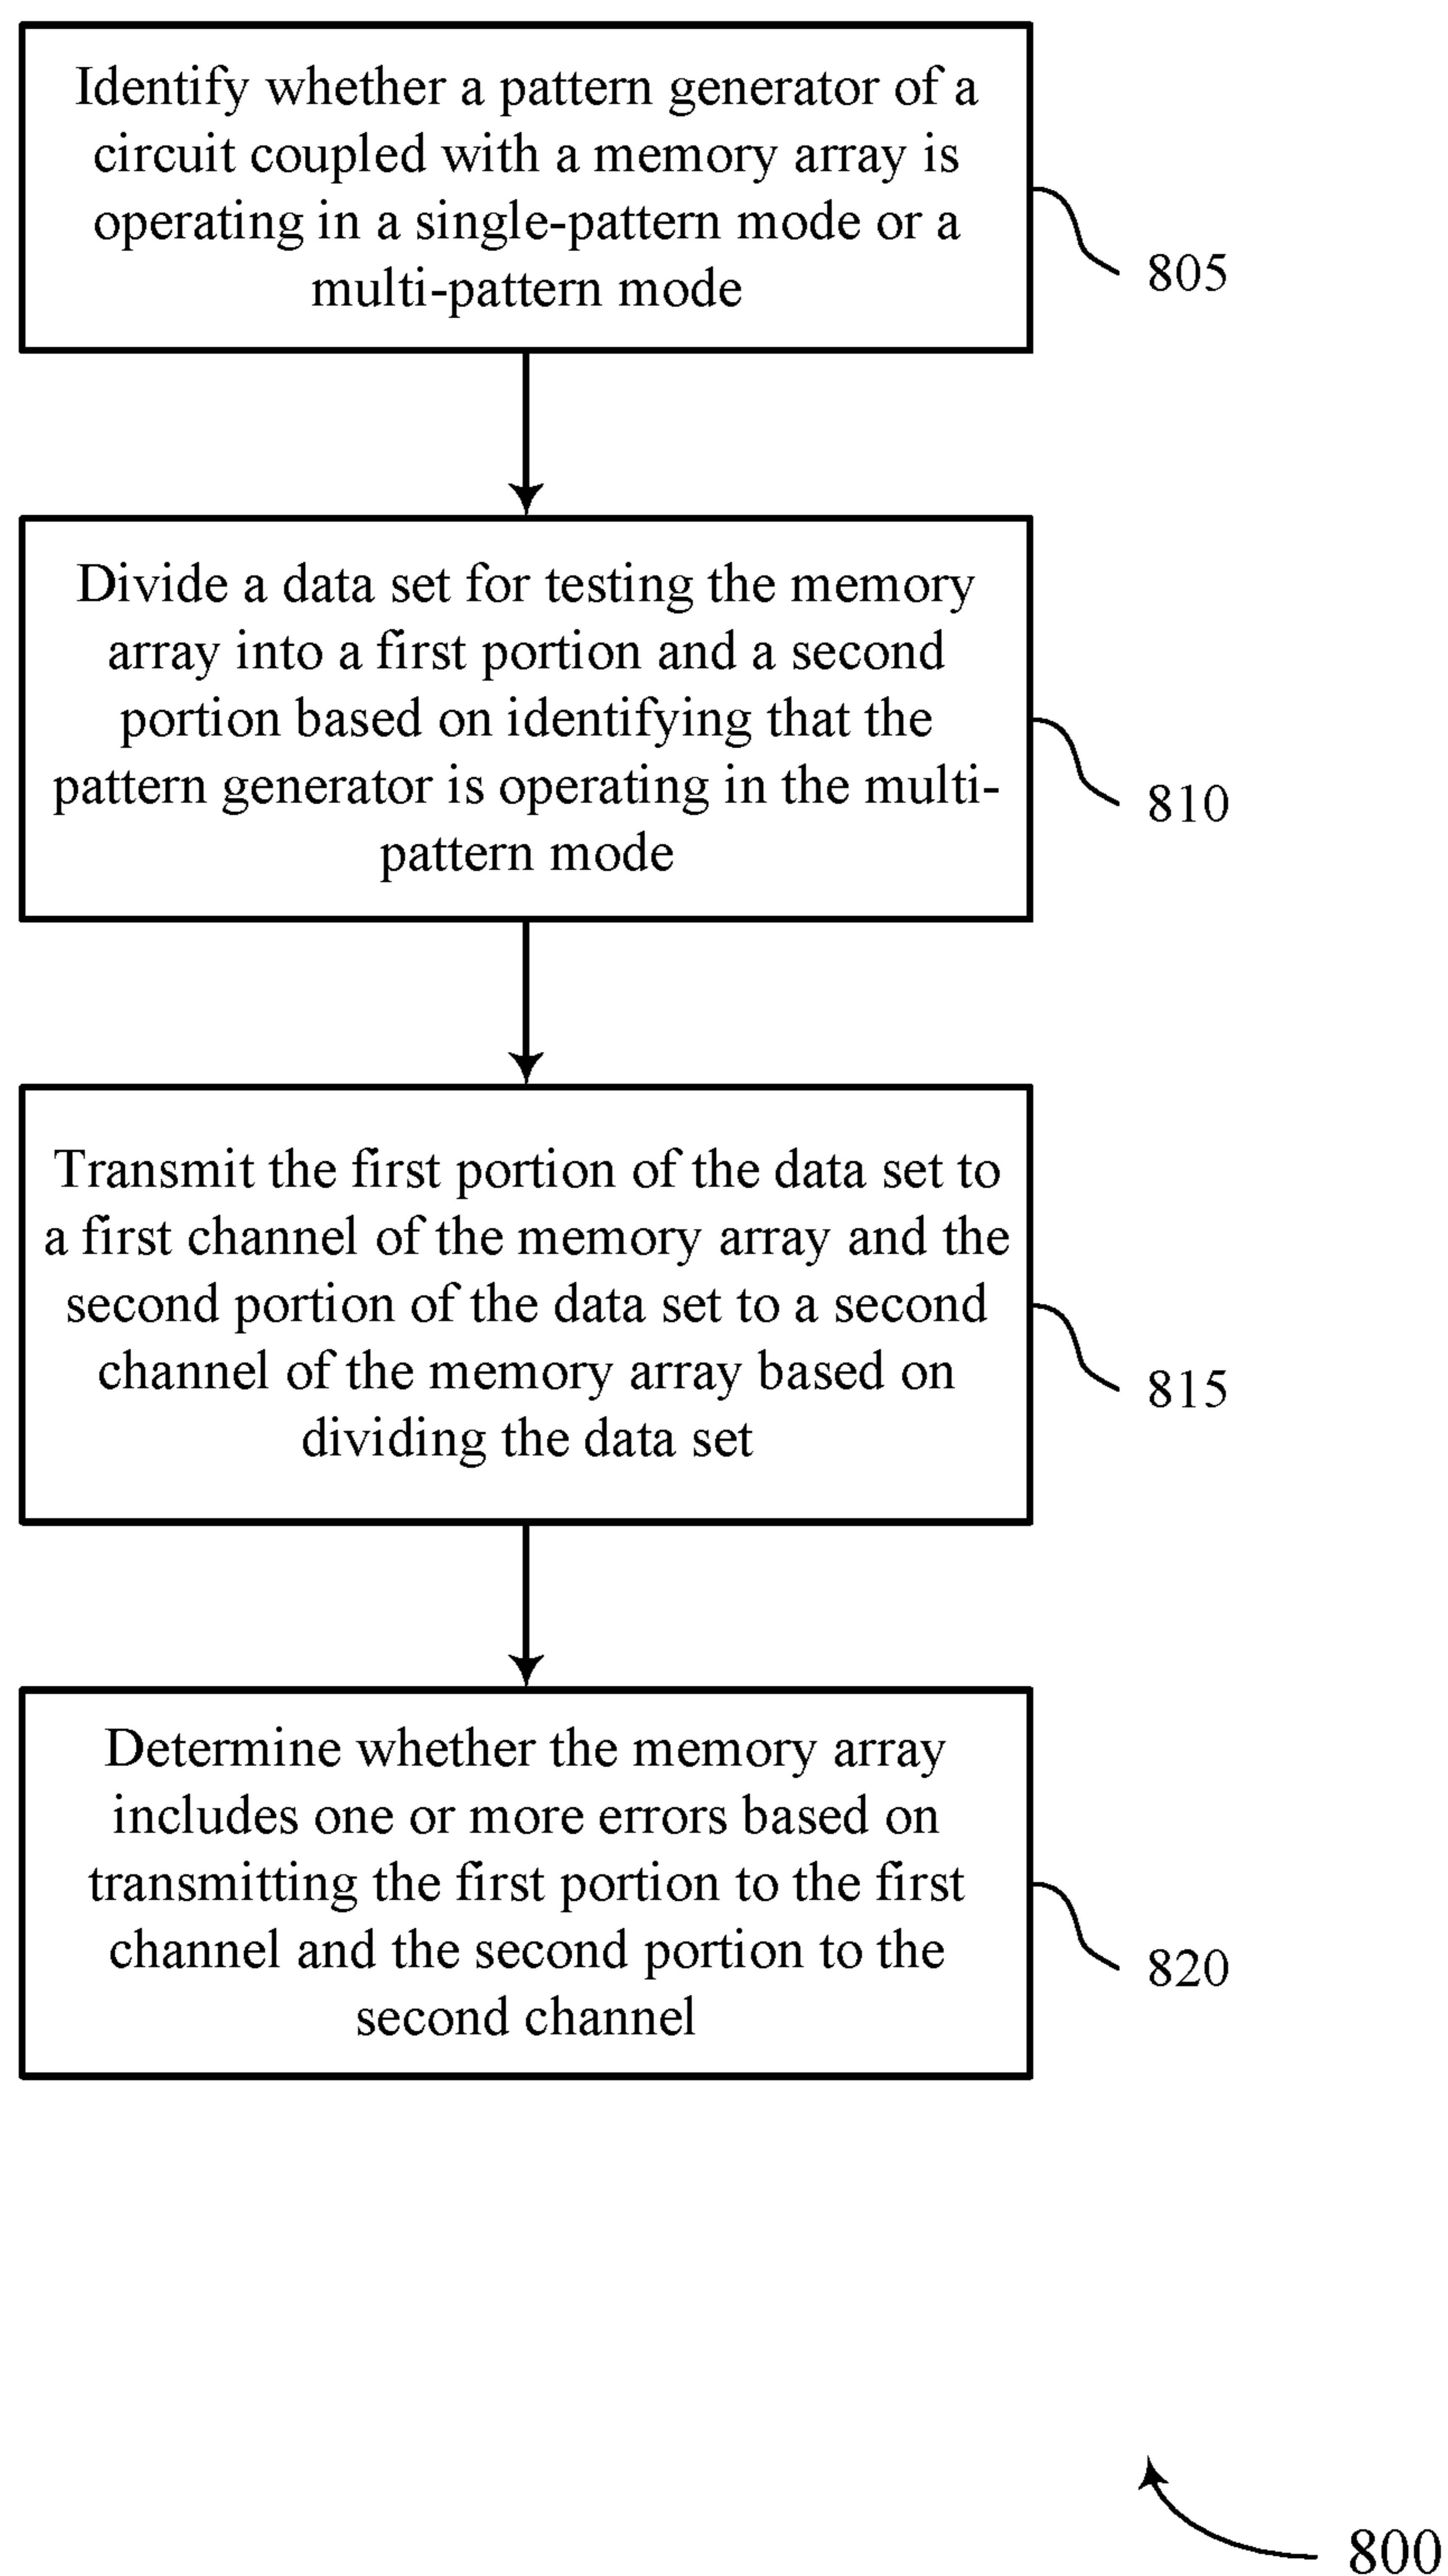 Identify whether a pattern generator of a
circuit coupled with a memory array is
operating in a single-pattern mode or a
multi-pattern mode
805
Divide a data set for testing the memory
array into a first portion and a second
portion based on identifying that the
pattern generator is operating in the multi-
pattern mode
810
Transmit the first portion of the data set to
a first channel of the memory array and the
second portion of the data set to a second
channel of the memory array based on
dividing the data set
815
Determine whether the memory array
includes one or more errors based on
transmitting the first portion to the first
channel and the second portion to the
second channel
820
800